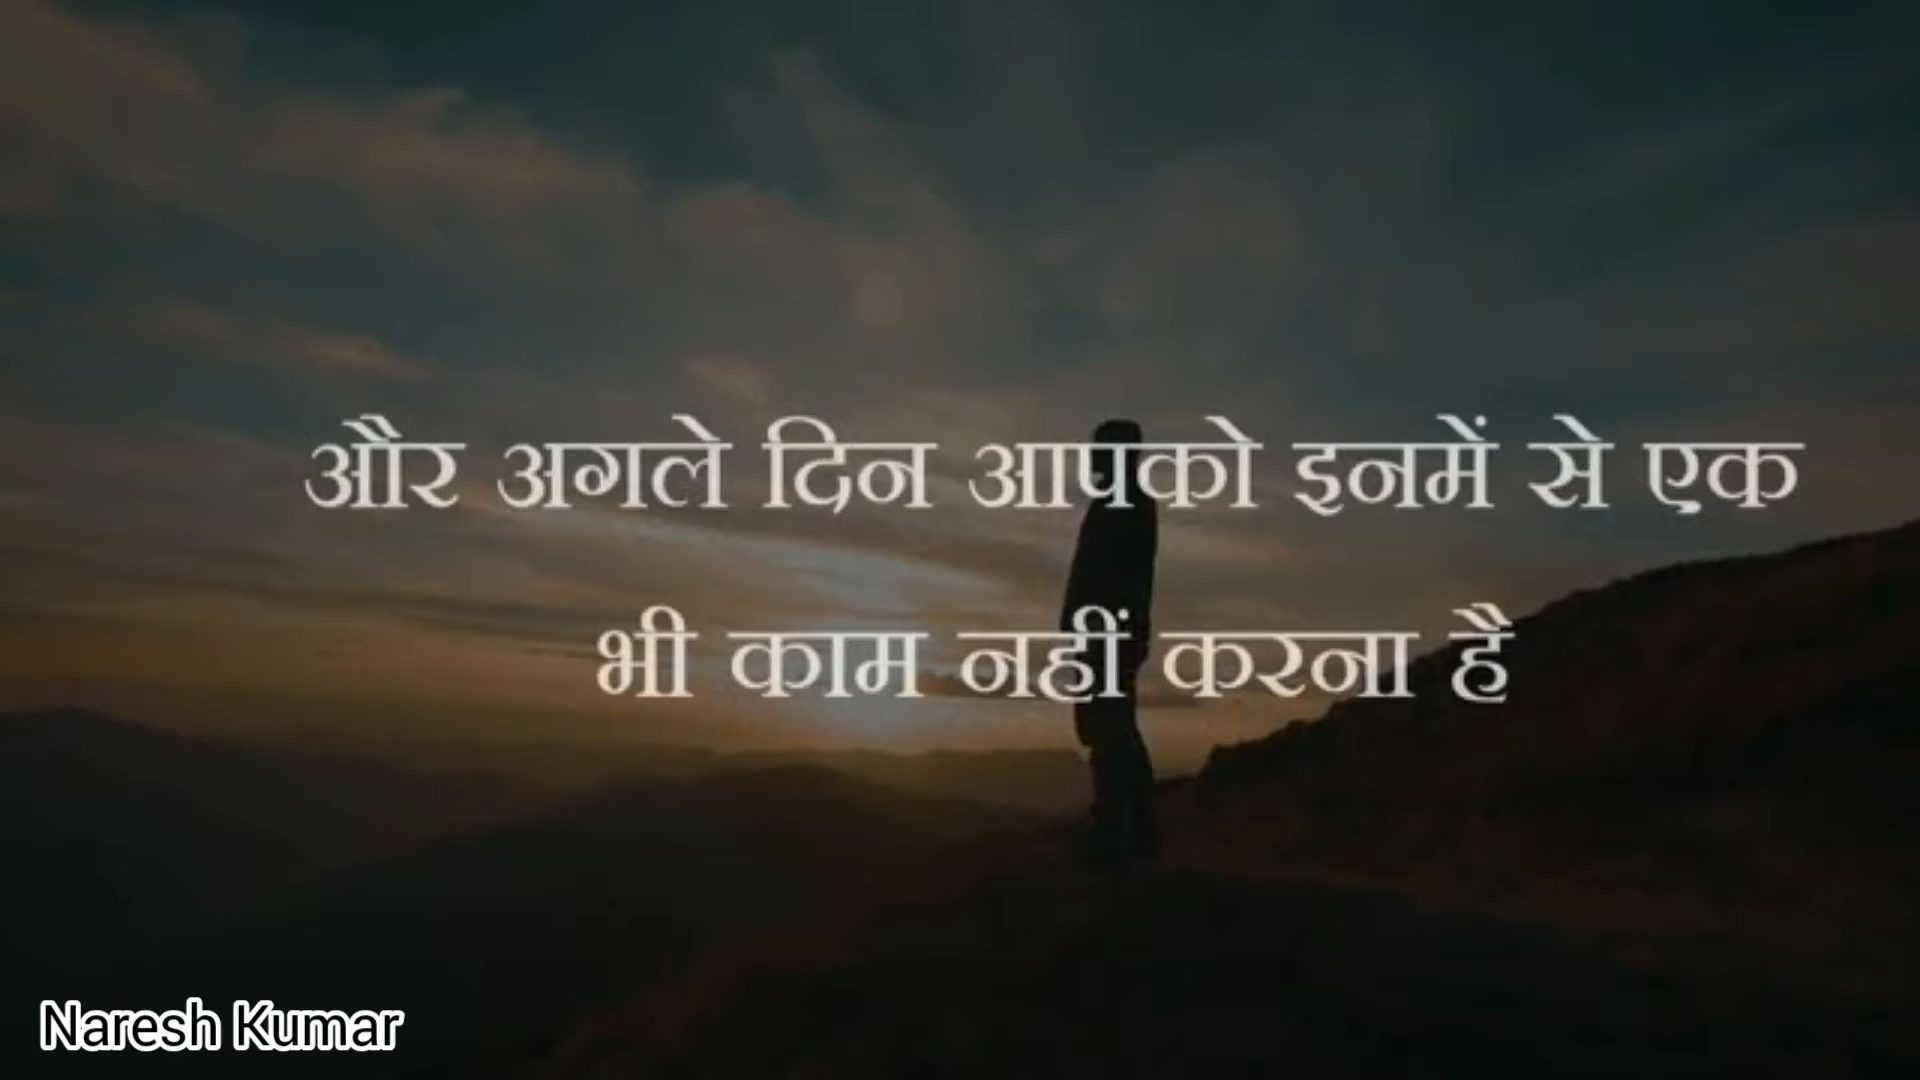 और अगले दिन आपको इनमें से एक
भी काम नहीं करना है
Naresh Kumar